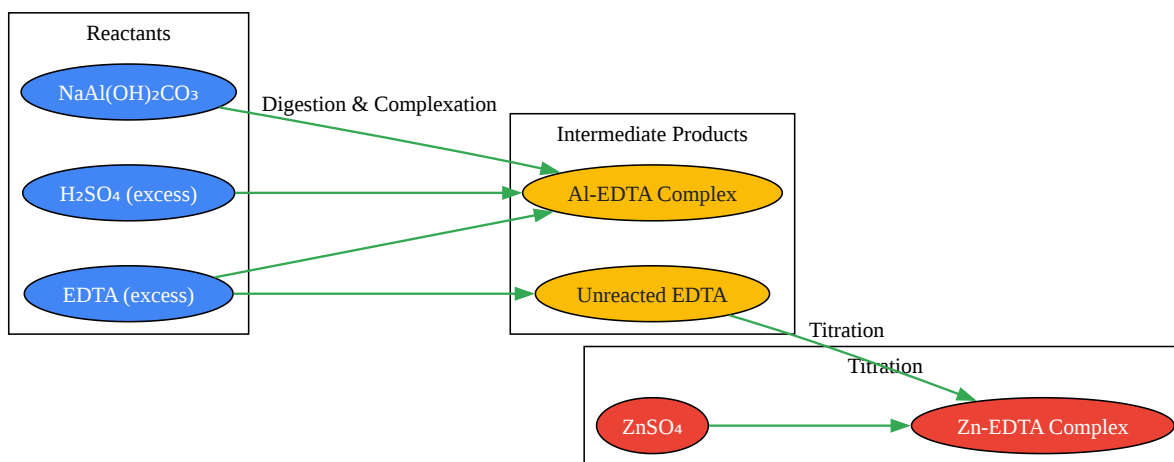 Reactants
NaAl(OH)₂CO₃
Digestion & Complexation
Intermediate Products
H₂SO₄ (excess)
Al-EDTA Complex
EDTA (excess)
Unreacted EDTA
Titration
Titration
ZnSO₄
Zn-EDTA Complex